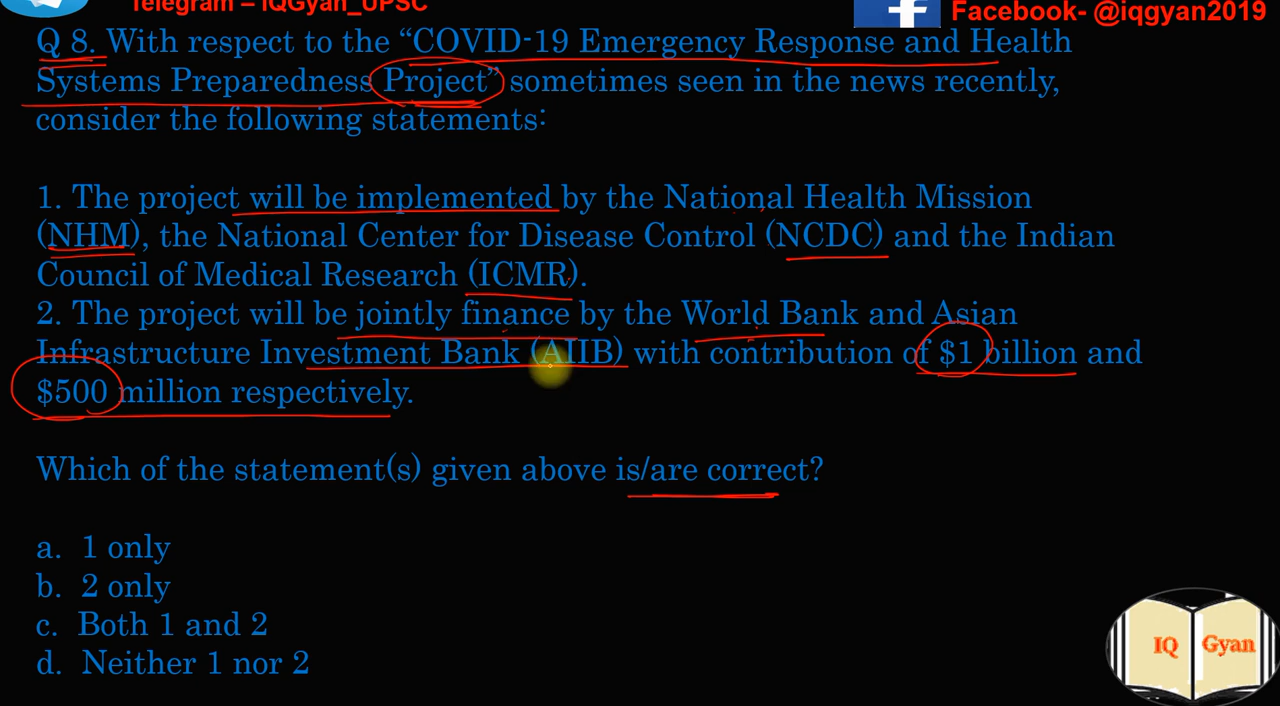 Telegram – IQGyan_UPSC
Facebook- @iqgyan2019
Q 8. With respect to the “COVID-19 Emergency Response and Health
Systems Preparedness Project” sometimes seen in the news recently,
consider the following statements:
1. The project will be implemented by the National Health Mission
(NHM), the National Center for Disease Control (NCDC) and the Indian
Council of Medical Research (ICMR).
2. The project will be jointly finance by the World Bank and Asian
Infrastructure Investment Bank (AIIB) with contribution of $1 billion and
$500 million respectively.
Which of the statement(s) given above is/are correct?
a. 1 only
b. 2 only
c. Both 1 and 2
d. Neither 1 nor 2
IQ Gyan